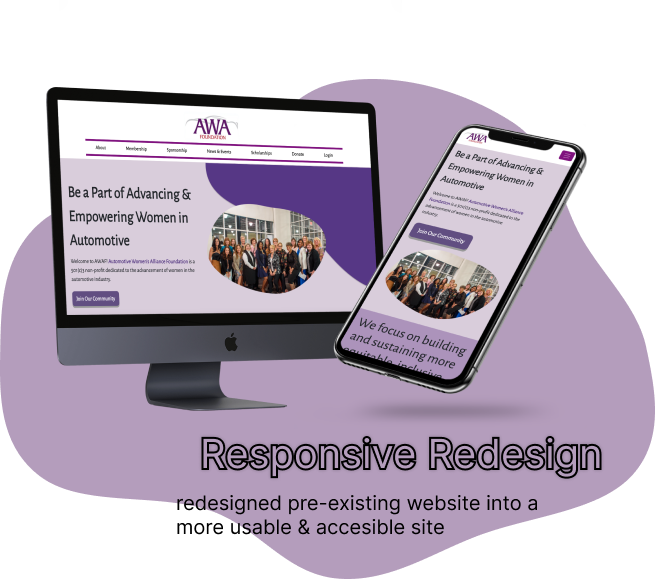 AWA
FOUNDATION
About Membership Sponsorship News & Events Scholarships Donate Login
Be a Part of Advancing &
Empowering Women in
Automotive
Welcome to AWAF! Automotive Women's Alliance Foundation is a
501(c)3 non-profit dedicated to the advancement of women in the
automotive industry.
Join Our Community
AWA
Be a Part of Advancing &
Empowering Women in
Automotive
Welcome to AWAF! Automotive Women's Alliance
Foundation is a 501(c)3 non-profit dedicated to the
advancement of women in the automotive
industry.
Join Our Community
We focus on building
and sustaining more
equitable, inclusive
Responsive Redesign
redesigned pre-existing website into a
more usable & accesible site